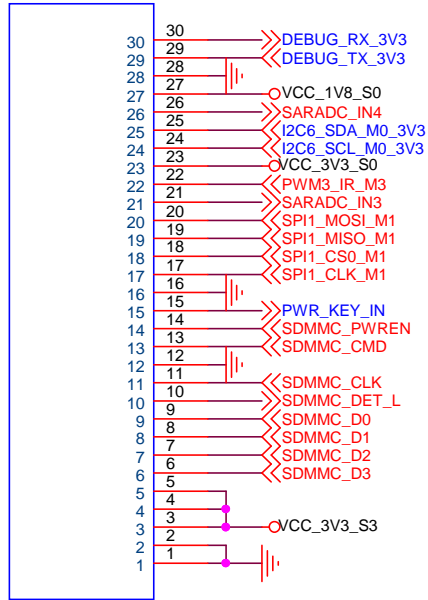 30 30 DEBUG_RX_3V3
29 29 DEBUG_TX_3V3
28 28
27 27 VCC_1V8_S0
26 26 SARADC_IN4
25 25 I2C6_SDA_M0_3V3
24 24 I2C6_SCL_M0_3V3
23 23 VCC_3V3_S0
22 22 PWM3_IR_M3
21 21 SARADC_IN3
20 20 SPI1_MOSI_M1
19 19 SPI1_MISO_M1
18 18 SPI1_CS0_M1
17 17 SPI1_CLK_M1
16 16
15 15 PWR_KEY_IN
14 14 SDMMC_PWREN
13 13 SDMMC_CMD
12 12
11 11 SDMMC_CLK
10 10 SDMMC_DET_L
9 9 SDMMC_D0
8 8 SDMMC_D1
7 7 SDMMC_D2
6 6 SDMMC_D3
5 5
4 4
3 3 VCC_3V3_S3
2 2
1 1